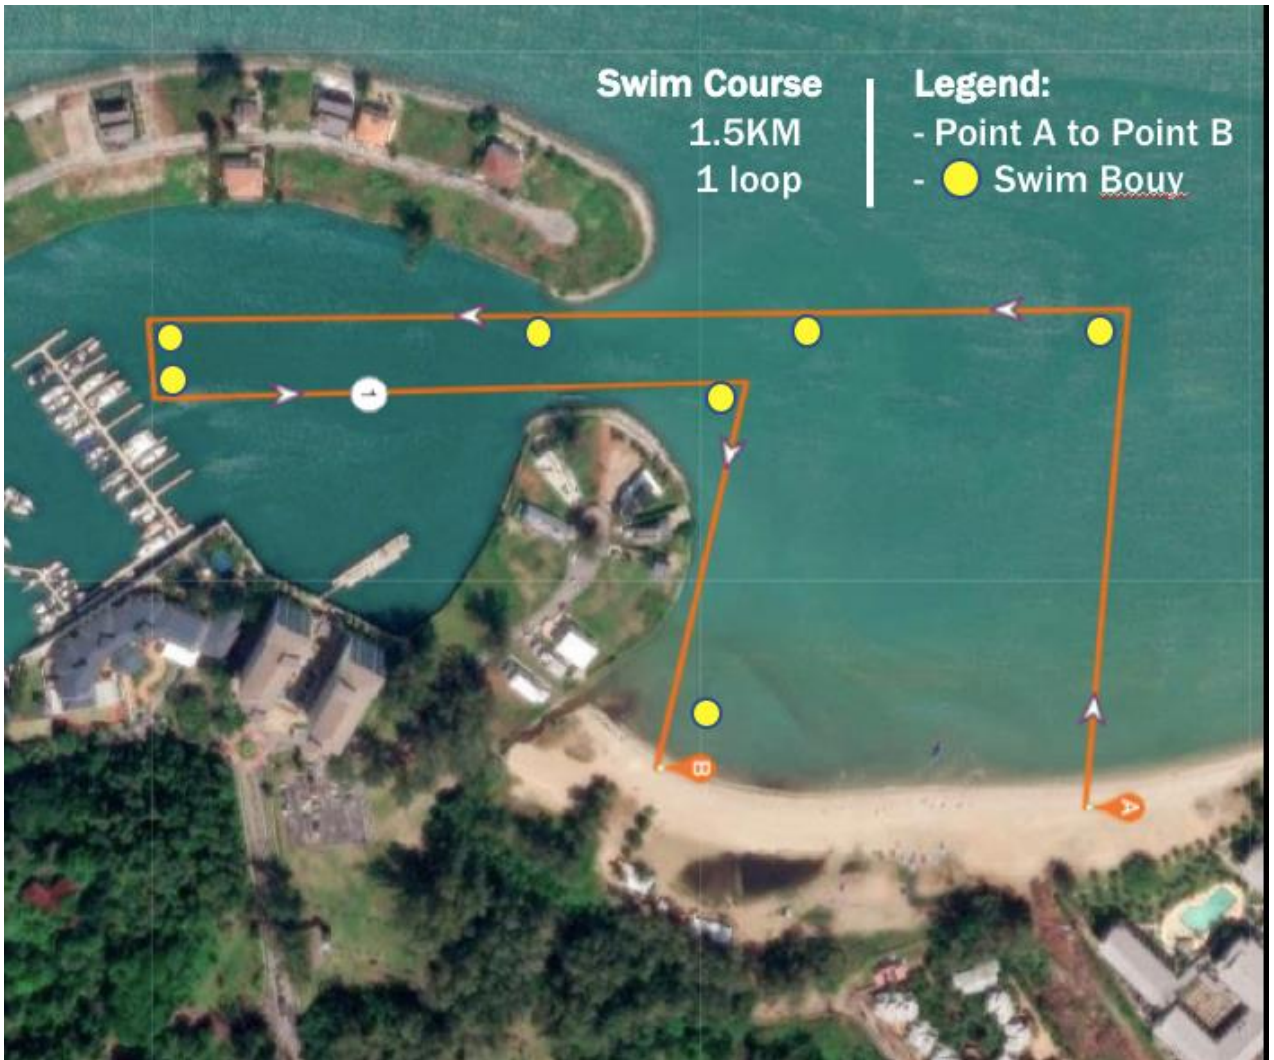 Swim Course
1.5KM
1 loop
Legend:
- Point A to Point B
- Swim Bouy
1
B
A